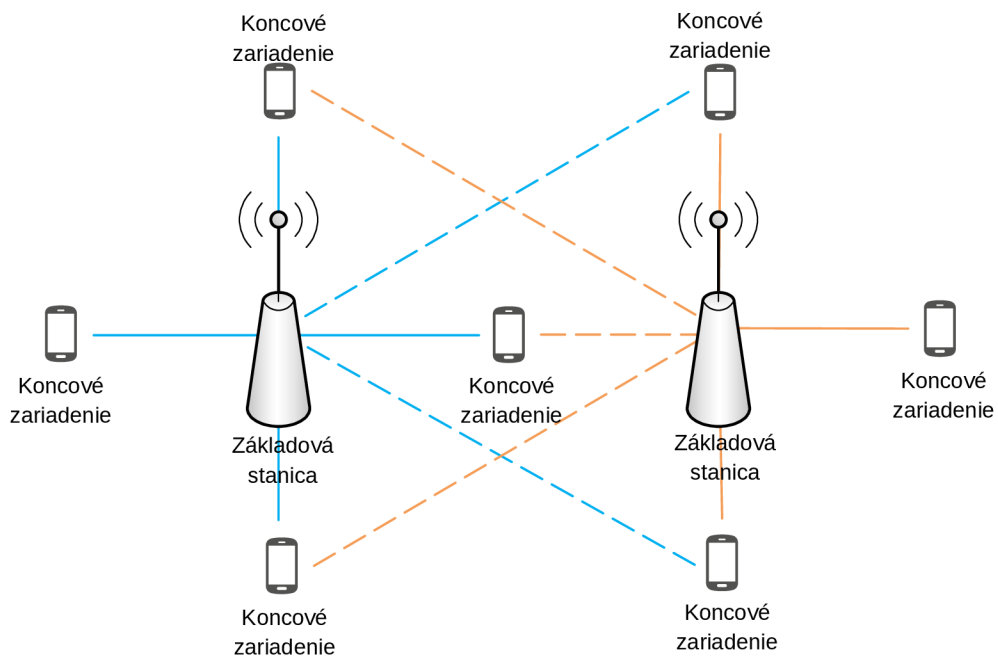 Koncové
zariadenie
Koncové
zariadenie
Koncové
zariadenie
Koncové
zariadenie
Koncové
zariadenie
Základová
stanica
Základová
stanica
Koncové
zariadenie
Koncové
zariadenie